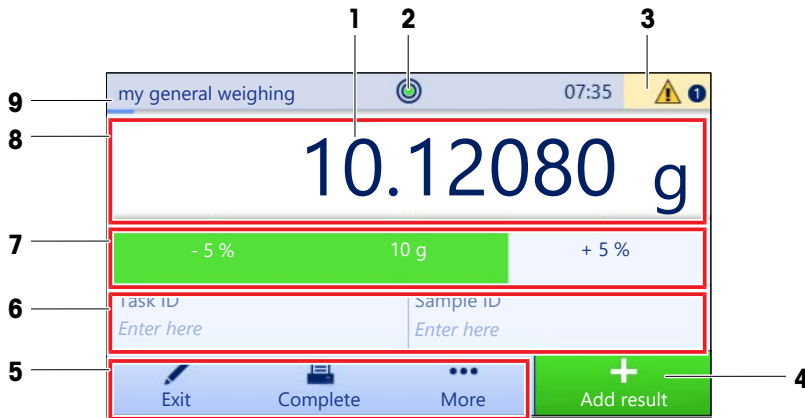 1 2 3
9 my general weighing 07:35 1
8 10.12080 g
7 - 5 % 10 g + 5 %
6 Task ID Sample ID
Enter here Enter here
5 Exit Complete More Add result 4